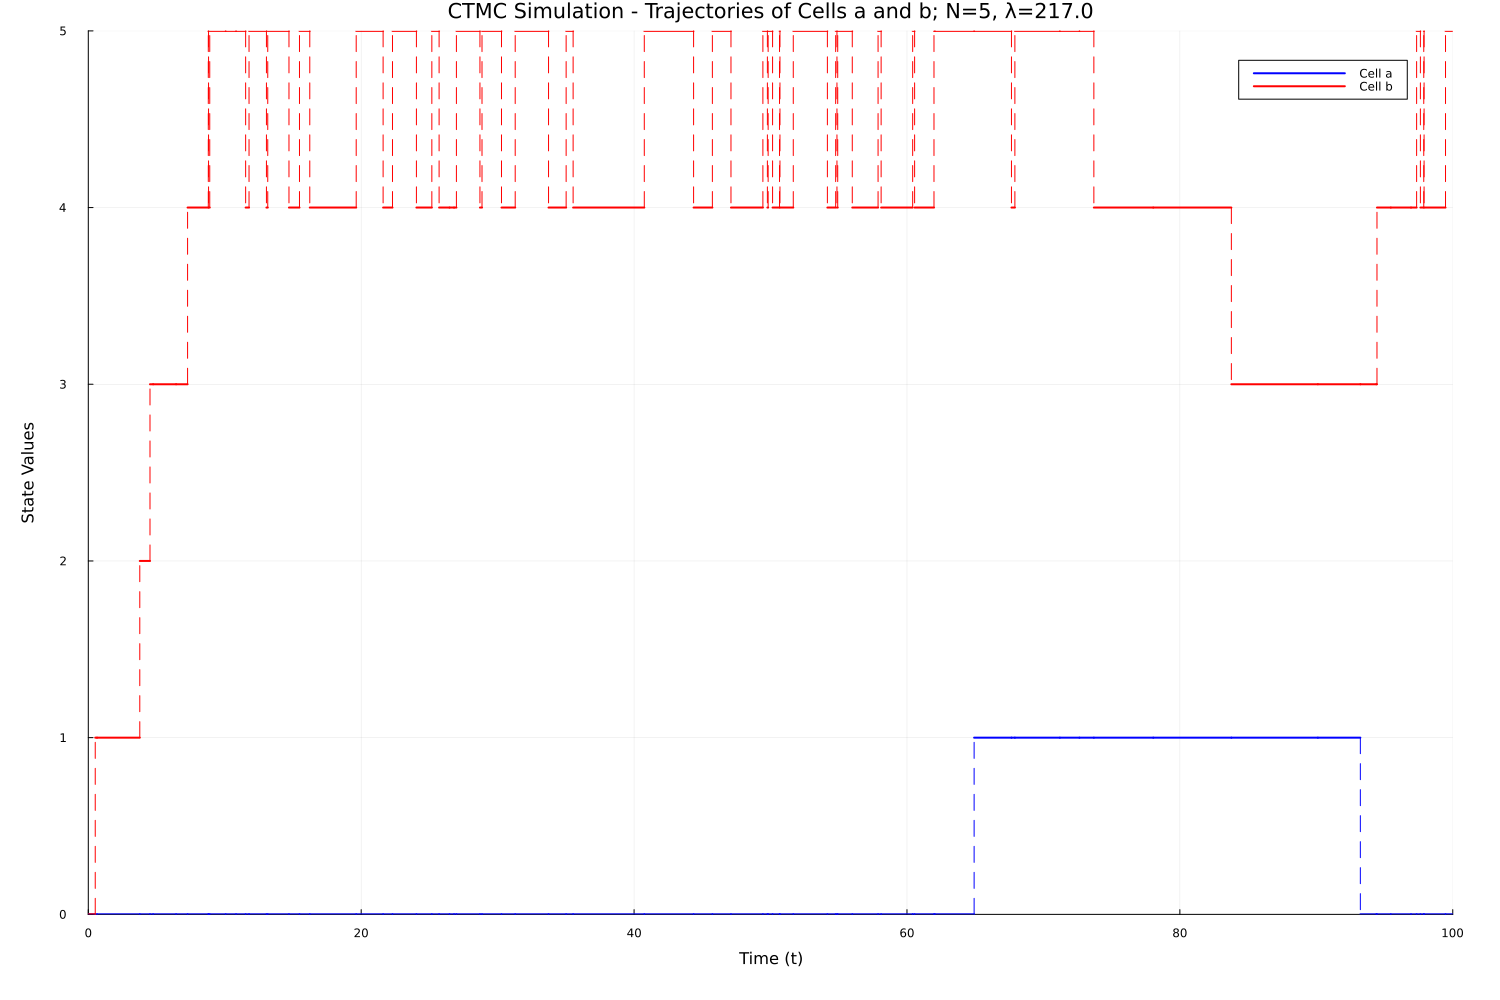 CTMC Simulation - Trajectories of Cells a and b; N=5, λ=217.0
5
4
3
2
1
0
State Values
Cell a
Cell b
0 20 40 60 80 100
Time (t)